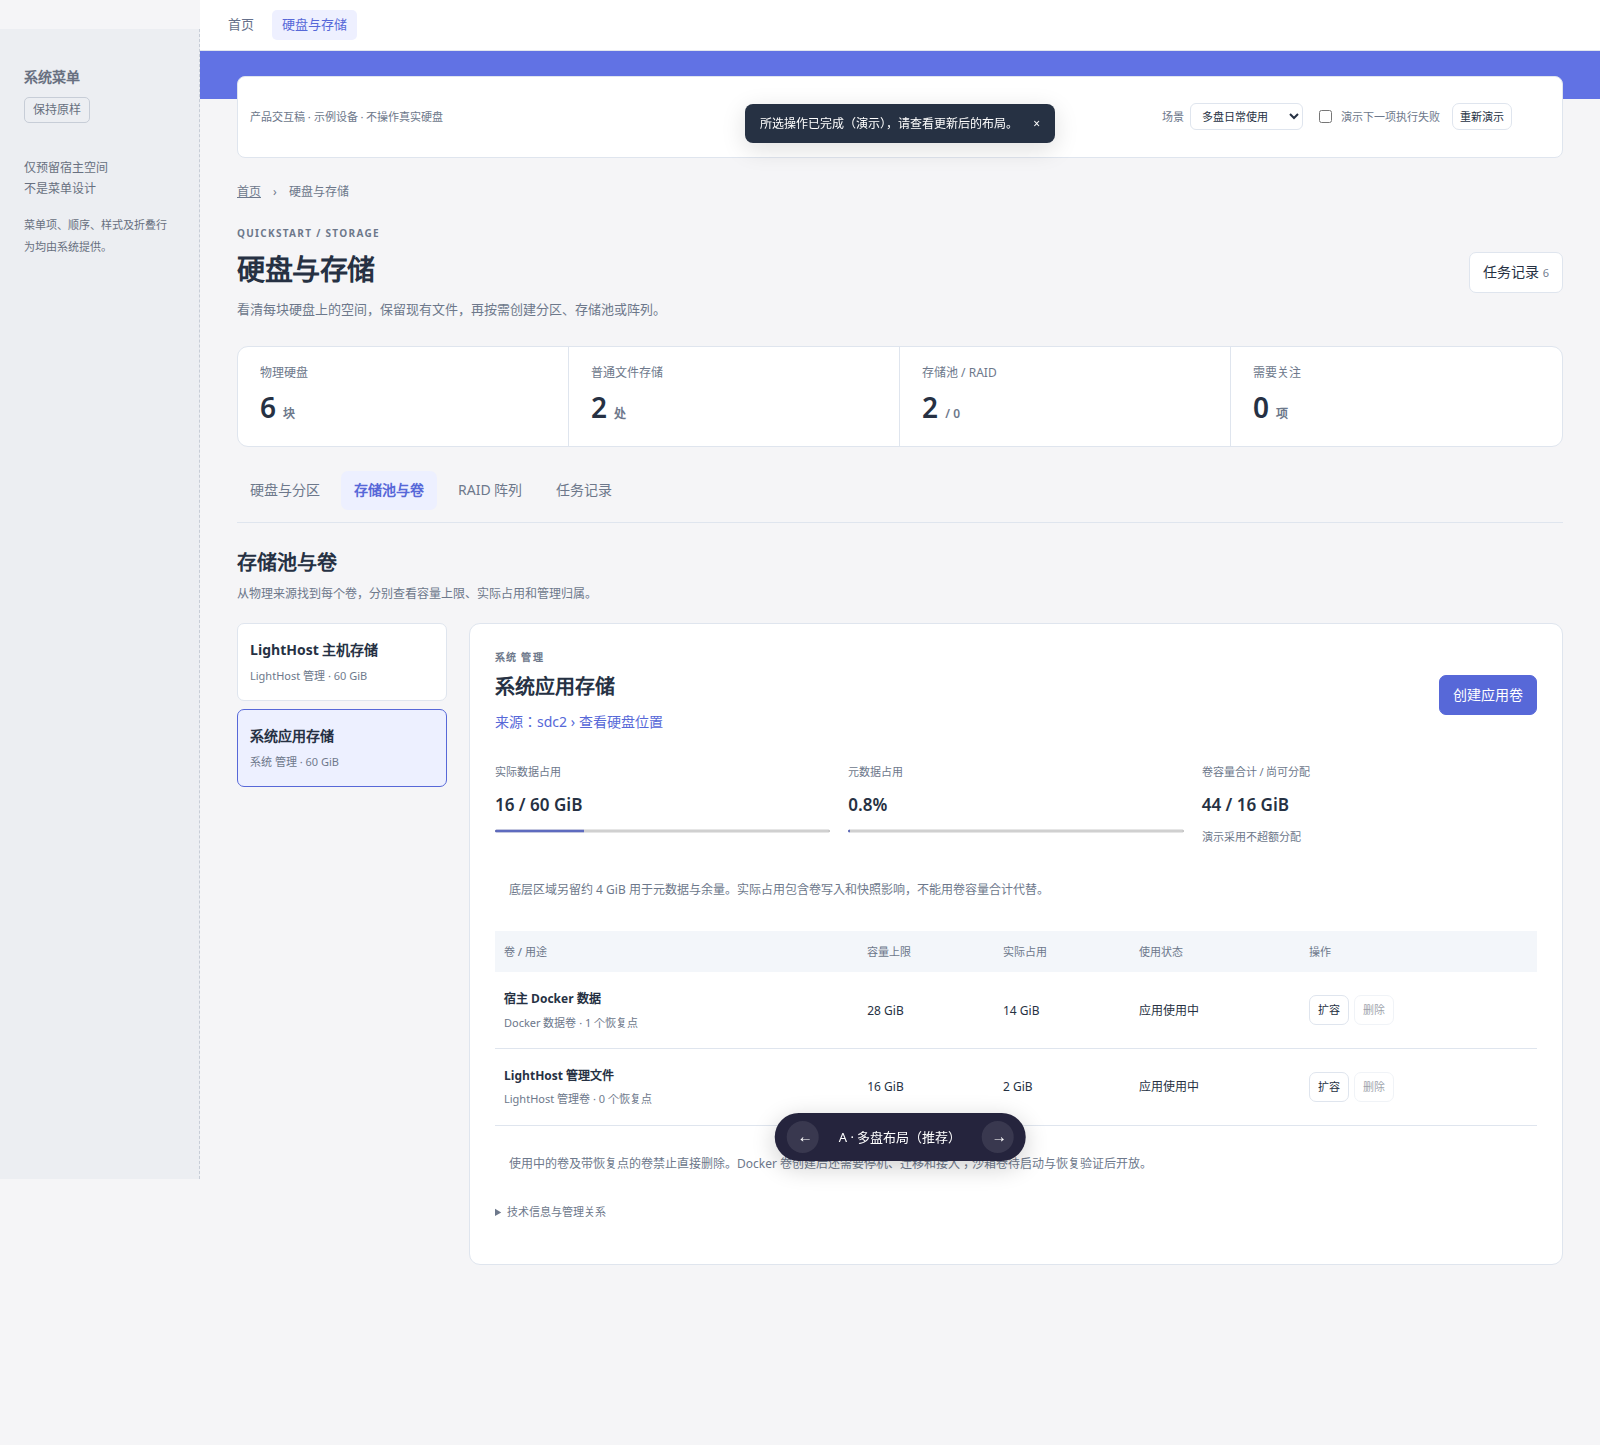 首页
硬盘与存储
系统菜单
保持原样
仅预留宿主空间
不是菜单设计
菜单项、顺序、样式及折叠行
为均由系统提供。
产品交互稿 · 示例设备 · 不操作真实硬盘
所选操作已完成（演示），请查看更新后的布局。 ×
场景 多盘日常使用 演示下一项执行失败 重新演示
首页 › 硬盘与存储
QUICKSTART / STORAGE
硬盘与存储
任务记录 6
看清每块硬盘上的空间，保留现有文件，再按需创建分区、存储池或阵列。
物理硬盘
6 块
普通文件存储
2 处
存储池 / RAID
2 / 0
需要关注
0 项
硬盘与分区 存储池与卷 RAID 阵列 任务记录
存储池与卷
从物理来源找到每个卷，分别查看容量上限、实际占用和管理归属。
LightHost 主机存储
LightHost 管理 · 60 GiB
系统应用存储
系统 管理 · 60 GiB
系统 管理
系统应用存储
来源：sdc2 › 查看硬盘位置
创建应用卷
实际数据占用
16 / 60 GiB
元数据占用
0.8%
卷容量合计 / 尚可分配
44 / 16 GiB
演示采用不超额分配
底层区域另留约 4 GiB 用于元数据与余量。实际占用包含卷写入和快照影响，不能用卷容量合计代替。
卷 / 用途 容量上限 实际占用 使用状态 操作
宿主 Docker 数据
Docker 数据卷 · 1 个恢复点
28 GiB 14 GiB 应用使用中 扩容 删除
LightHost 管理文件
LightHost 管理卷 · 0 个恢复点
16 GiB 2 GiB 应用使用中 扩容 删除
← A · 多盘布局（推荐） →
使用中的卷及带恢复点的卷禁止直接删除。Docker 卷创建后还需要停机、迁移和接入；沙箱卷待启动与恢复验证后开放。
▶ 技术信息与管理关系